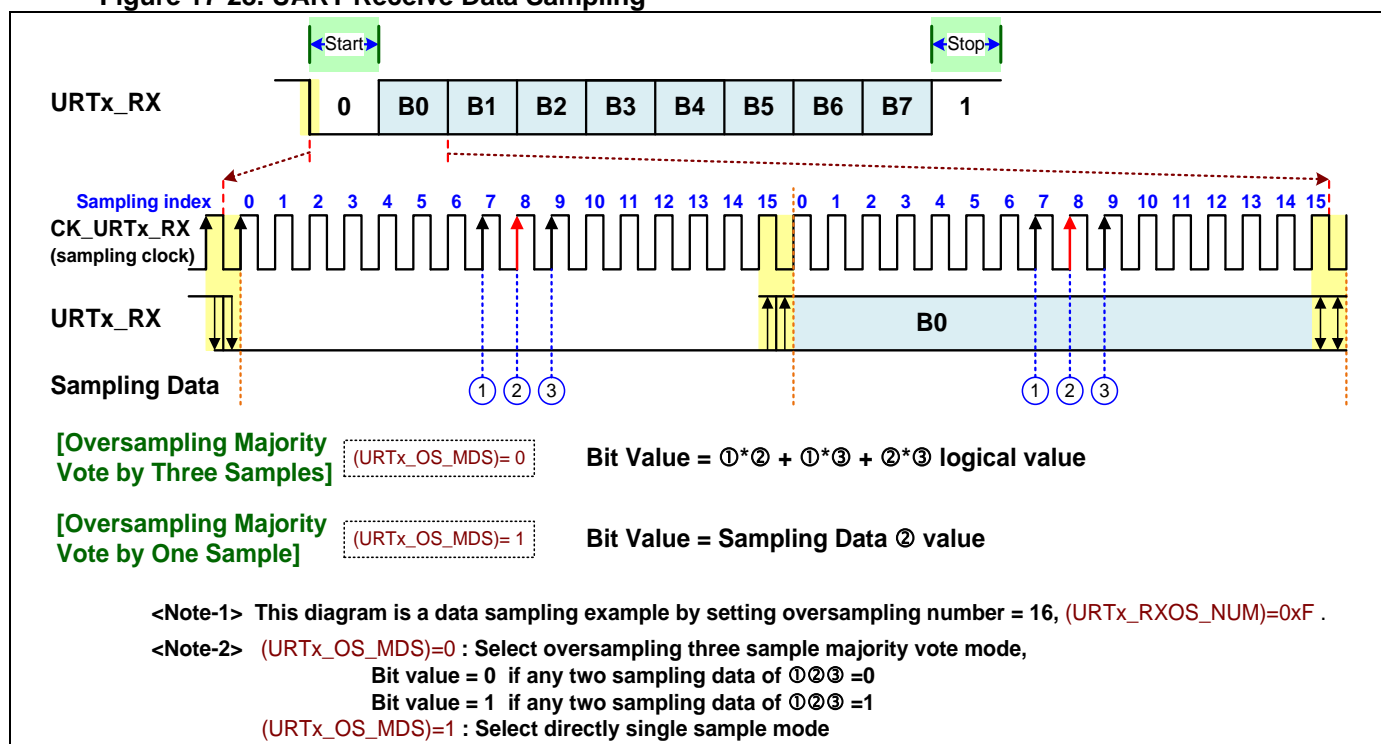 Figure 17-23. UART Receive Data Sampling
Start
Stop
URTx_RX
0 B0 B1 B2 B3 B4 B5 B6 B7 1
Sampling index 0 1 2 3 4 5 6 7 8 9 10 11 12 13 14 15 0 1 2 3 4 5 6 7 8 9 10 11 12 13 14 15
CK_URTx_RX
(sampling clock)
URTx_RX
B0
Sampling Data
1 2 3 1 2 3
[Oversampling Majority
Vote by Three Samples]
(URTx_OS_MDS)= 0
Bit Value = ①*② + ①*③ + ②*③ logical value
[Oversampling Majority
Vote by One Sample]
(URTx_OS_MDS)= 1
Bit Value = Sampling Data ② value
<Note-1> This diagram is a data sampling example by setting oversampling number = 16, (URTx_RXOS_NUM)=0xF .
<Note-2> (URTx_OS_MDS)=0 : Select oversampling three sample majority vote mode,
Bit value = 0 if any two sampling data of ①②③ =0
Bit value = 1 if any two sampling data of ①②③ =1
(URTx_OS_MDS)=1 : Select directly single sample mode